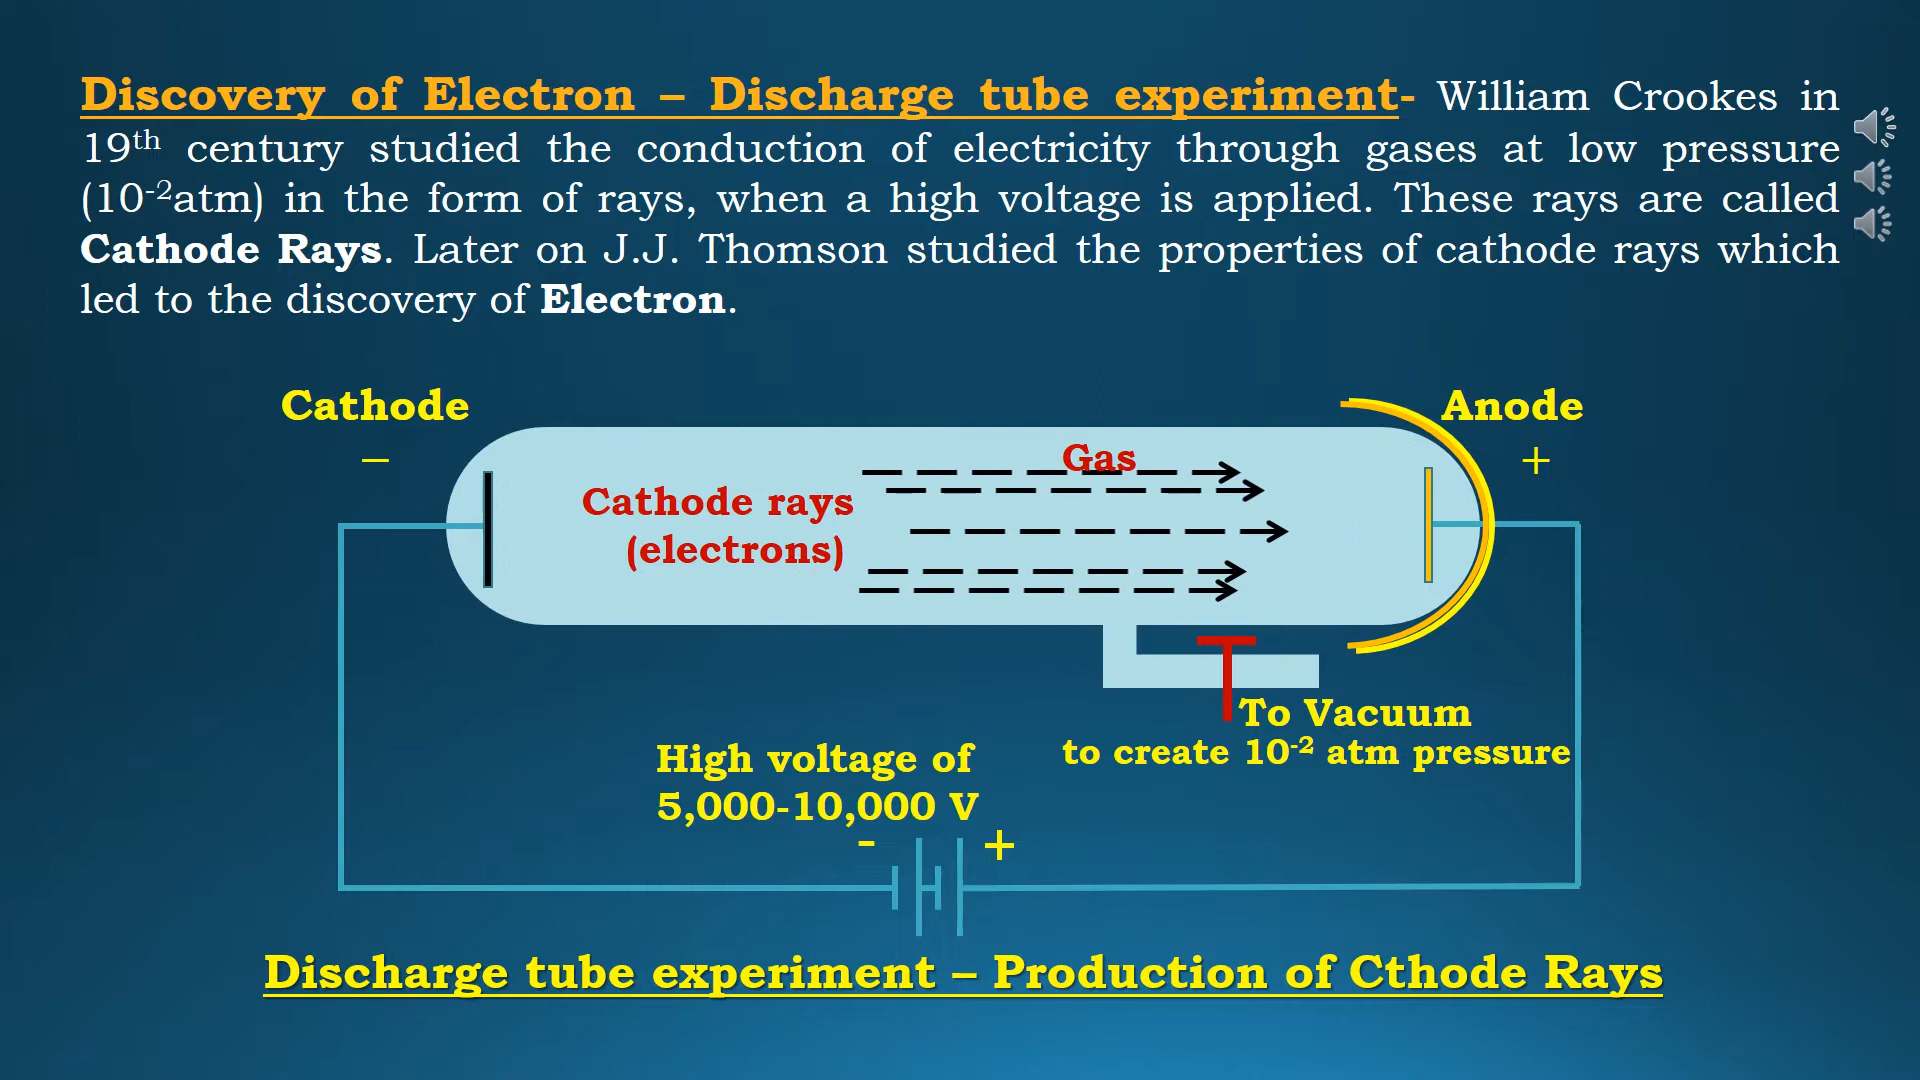 Discovery of Electron – Discharge tube experiment- William Crookes in
19th century studied the conduction of electricity through gases at low pressure
(10-2atm) in the form of rays, when a high voltage is applied. These rays are called
Cathode Rays. Later on J.J. Thomson studied the properties of cathode rays which
led to the discovery of Electron.
Cathode
–
Anode
+
Gas
Cathode rays
(electrons)
To Vacuum
to create 10-2 atm pressure
High voltage of
5,000-10,000 V
- +
Discharge tube experiment – Production of Cthode Rays